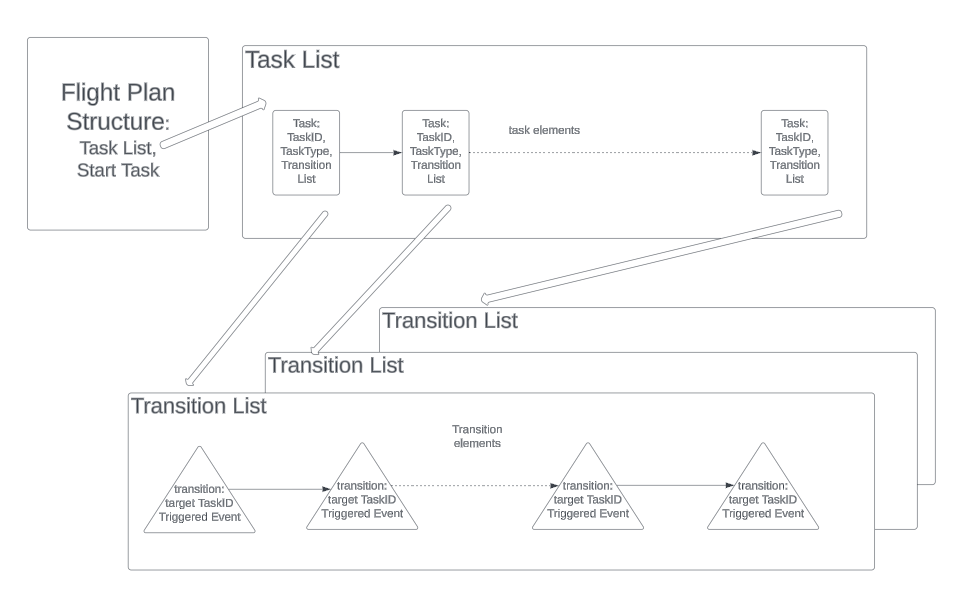 Flight Plan
Structure:
Task List,
Start Task
Task List
Task:
TaskID,
TaskType,
Transition
List
Task:
TaskID,
TaskType,
Transition
List
task elements
Task:
TaskID,
TaskType,
Transition
List
Transition List
Transition List
Transition List
Transition
elements
transition:
target TaskID
Triggered Event
transition:
target TaskID
Triggered Event
transition:
target TaskID
Triggered Event
transition:
target TaskID
Triggered Event